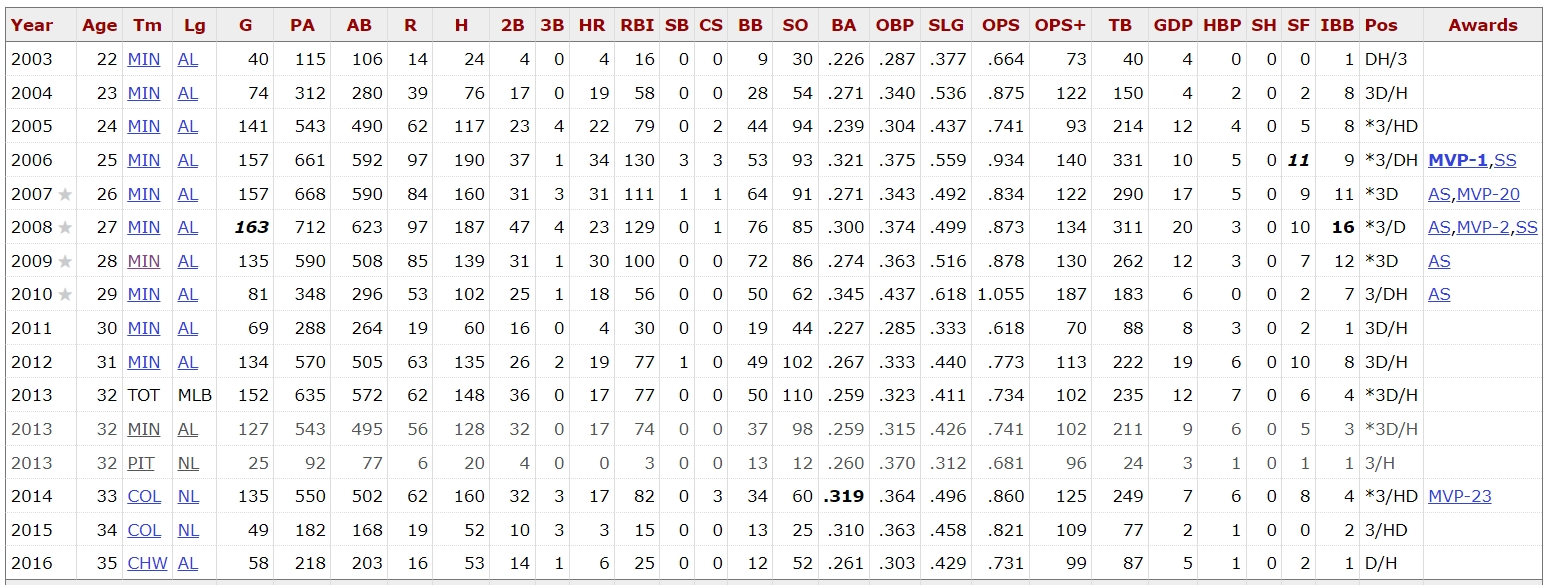 Year Age Tm Lg G PA AB R H 2B 3B HR RBI SB CS BB SO BA OBP SLG OPS OPS+ TB GDP HBP SH SF IBB Pos Awards
2003 22 MIN AL 40 115 106 14 24 4 0 4 16 0 0 9 30 .226 .287 .377 .664 73 40 4 0 0 0 1 DH/3
2004 23 MIN AL 74 312 280 39 76 17 0 19 58 0 0 28 54 .271 .340 .536 .875 122 150 4 2 0 2 8 3D/H
2005 24 MIN AL 141 543 490 62 117 23 4 22 79 0 2 44 94 .239 .304 .437 .741 93 214 12 4 0 5 8 *3/HD
2006 25 MIN AL 157 661 592 97 190 37 1 34 130 3 3 53 93 .321 .375 .559 .934 140 331 10 5 0 11 9 *3/DH MVP-1,SS
2007 ★ 26 MIN AL 157 668 590 84 160 31 3 31 111 1 1 64 91 .271 .343 .492 .834 122 290 17 5 0 9 11 *3D AS,MVP-20
2008 ★ 27 MIN AL 163 712 623 97 187 47 4 23 129 0 1 76 85 .300 .374 .499 .873 134 311 20 3 0 10 16 *3/D AS,MVP-2,SS
2009 ★ 28 MIN AL 135 590 508 85 139 31 1 30 100 0 0 72 86 .274 .363 .516 .878 130 262 12 3 0 7 12 *3D AS
2010 ★ 29 MIN AL 81 348 296 53 102 25 1 18 56 0 0 50 62 .345 .437 .618 1.055 187 183 6 0 0 2 7 3/DH AS
2011 30 MIN AL 69 288 264 19 60 16 0 4 30 0 0 19 44 .227 .285 .333 .618 70 88 8 3 0 2 1 3D/H
2012 31 MIN AL 134 570 505 63 135 26 2 19 77 1 0 49 102 .267 .333 .440 .773 113 222 19 6 0 10 8 3D/H
2013 32 TOT MLB 152 635 572 62 148 36 0 17 77 0 0 50 110 .259 .323 .411 .734 102 235 12 7 0 6 4 *3D/H
2013 32 MIN AL 127 543 495 56 128 32 0 17 74 0 0 37 98 .259 .315 .426 .741 102 211 9 6 0 5 3 *3D/H
2013 32 PIT NL 25 92 77 6 20 4 0 0 3 0 0 13 12 .260 .370 .312 .681 96 24 3 1 0 1 1 3/H
2014 33 COL NL 135 550 502 62 160 32 3 17 82 0 3 34 60 .319 .364 .496 .860 125 249 7 6 0 8 4 *3/HD MVP-23
2015 34 COL NL 49 182 168 19 52 10 3 3 15 0 0 13 25 .310 .363 .458 .821 109 77 2 1 0 0 2 3/HD
2016 35 CHW AL 58 218 203 16 53 14 1 6 25 0 0 12 52 .261 .303 .429 .731 99 87 5 1 0 2 1 D/H